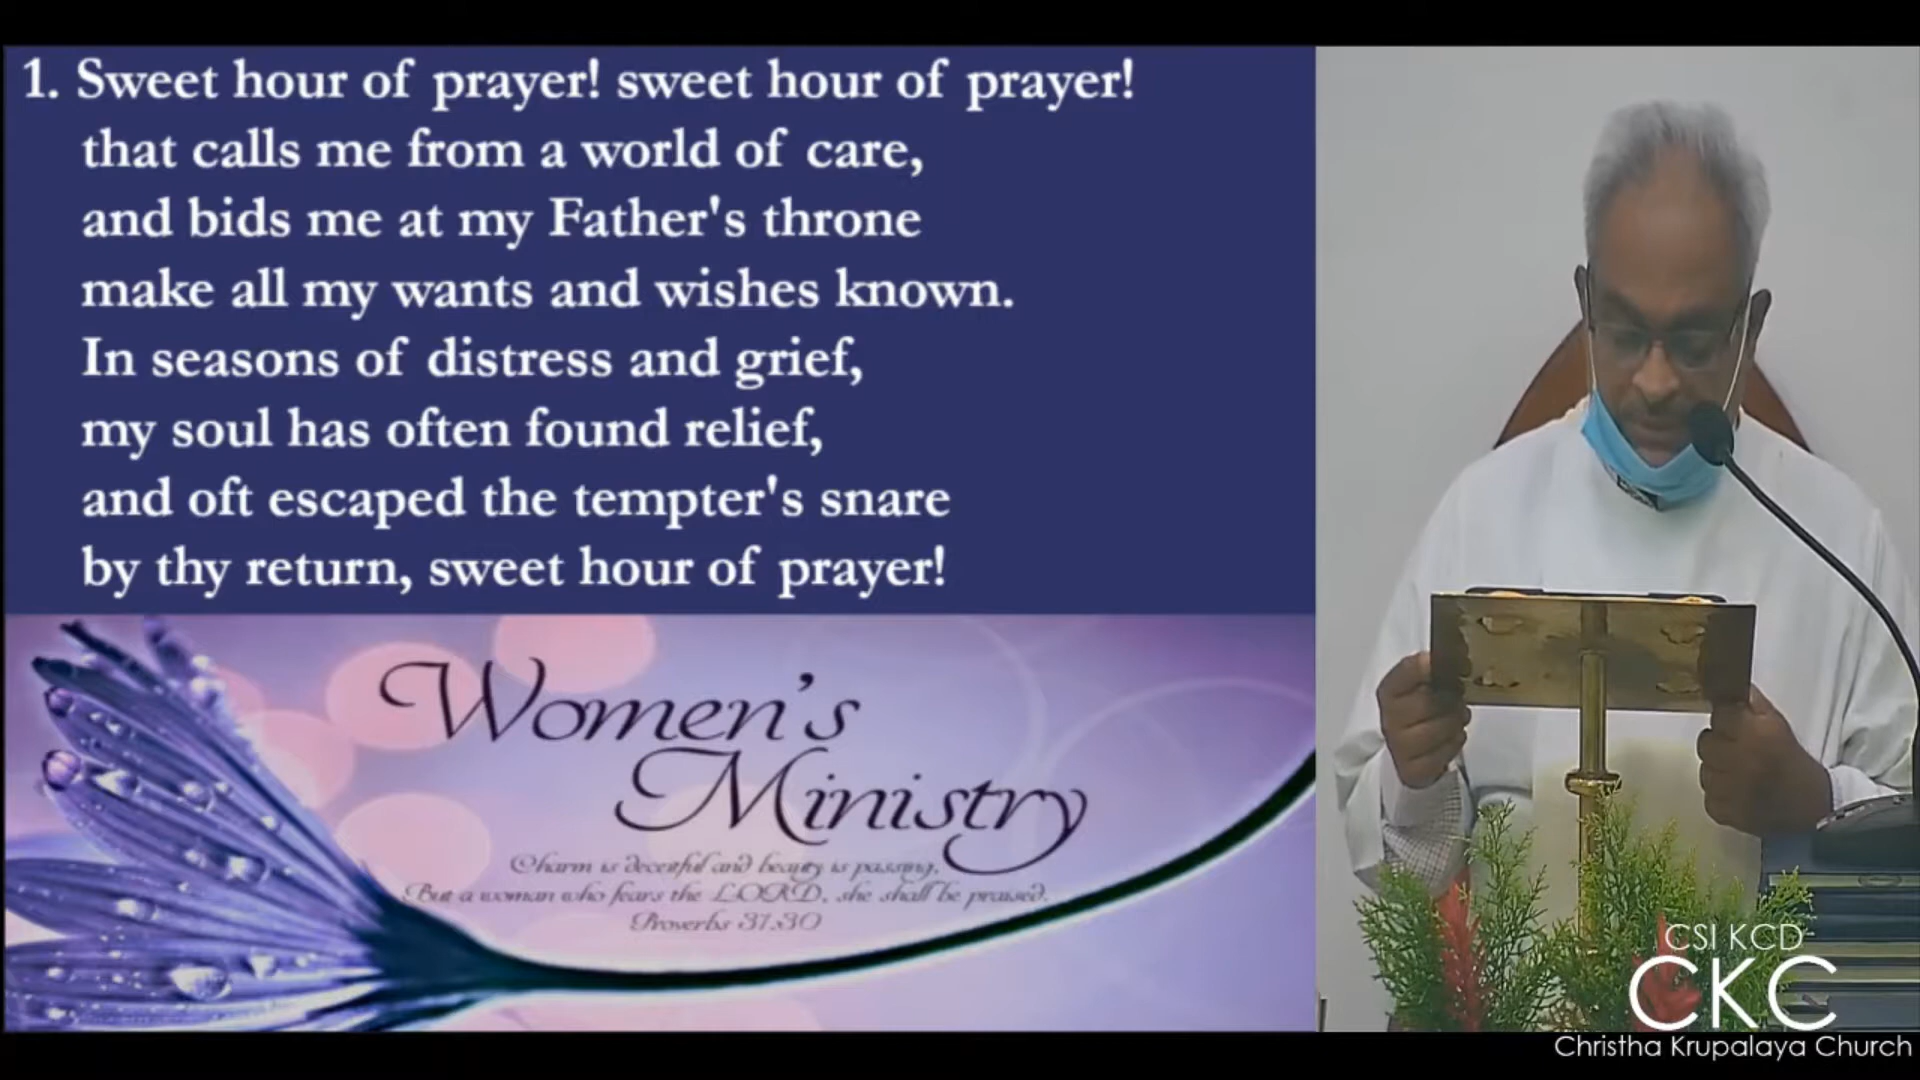 1. Sweet hour of prayer! sweet hour of prayer!
that calls me from a world of care,
and bids me at my Father's throne
make all my wants and wishes known.
In seasons of distress and grief,
my soul has often found relief,
and oft escaped the tempter's snare
by thy return, sweet hour of prayer!
Women's
Ministry
Charm is deceitful and beauty is passing,
But a woman who fears the LORD, she shall be praised.
Proverbs 31.30
CSI KCD
CKC
Christha Krupalaya Church